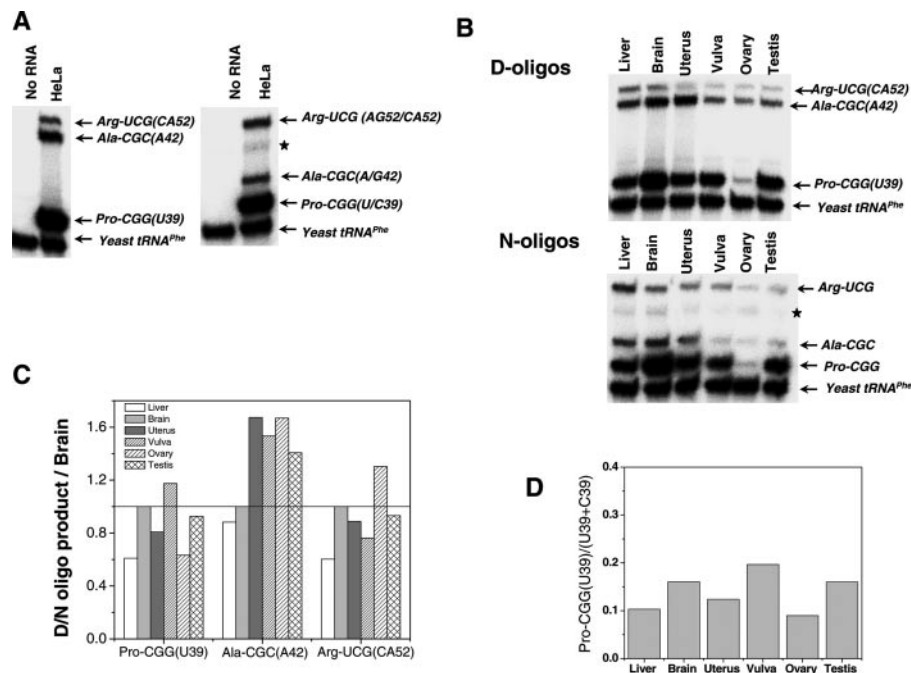 A
No RNA
HeLa
Arg-UCG(CA52)
Ala-CGC(A42)
Pro-CGG(U39)
Yeast tRNAPhe
No RNA
HeLa
Arg-UCG (AG52/CA52)
★
Ala-CGC(A/G42)
Pro-CGG(U/C39)
Yeast tRNAPhe
B
D-oligos
Liver
Brain
Uterus
Vulva
Ovary
Testis
Arg-UCG(CA52)
Ala-CGC(A42)
Pro-CGG(U39)
Yeast tRNAPhe
N-oligos
Liver
Brain
Uterus
Vulva
Ovary
Testis
Arg-UCG
★
Ala-CGC
Pro-CGG
Yeast tRNAPhe
C
D/N oligo product / Brain
1.6
1.2
0.8
0.4
0.0
Liver
Brain
Uterus
Vulva
Ovary
Testis
Pro-CGG(U39) Ala-CGC(A42) Arg-UCG(CA52)
D
Pro-CGG(U39)/(U39+C39)
0.4
0.3
0.2
0.1
0.0
Liver Brain Uterus Vulva Ovary Testis